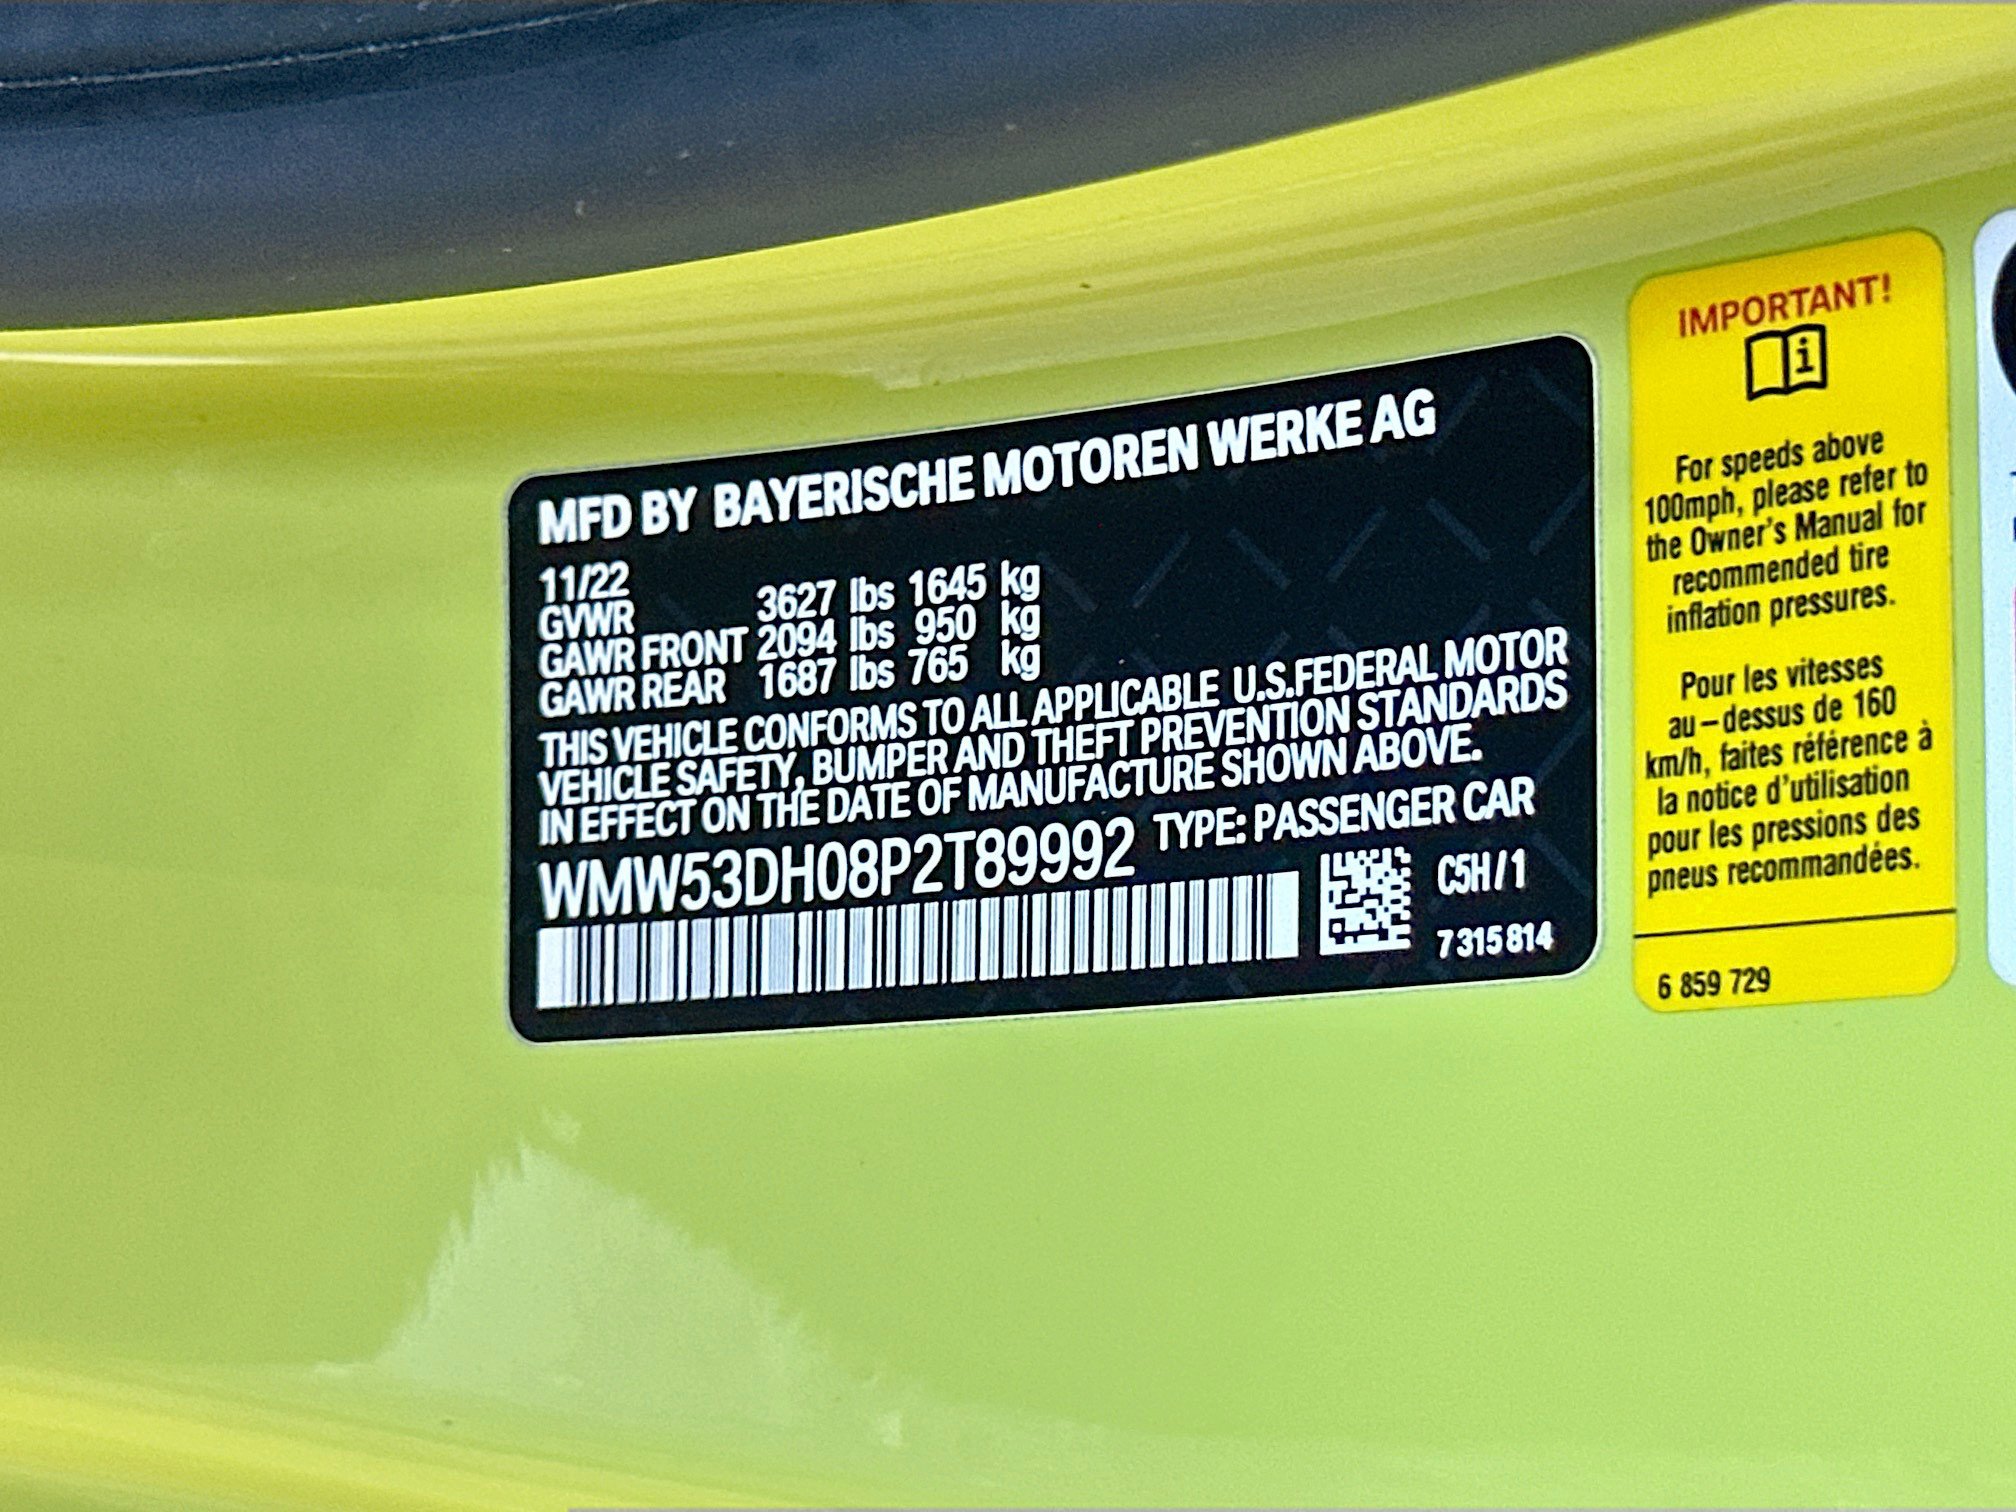 MFD BY BAYERISCHE MOTOREN WERKE AG
11/22
GVWR 3627 lbs 1645 kg
GAWR FRONT 2094 lbs 950 kg
GAWR REAR 1687 lbs 765 kg
THIS VEHICLE CONFORMS TO ALL APPLICABLE U.S.FEDERAL MOTOR
VEHICLE SAFETY, BUMPER AND THEFT PREVENTION STANDARDS
IN EFFECT ON THE DATE OF MANUFACTURE SHOWN ABOVE.
WMW53DH08P2T89992 TYPE: PASSENGER CAR
C5H/1
7315814
IMPORTANT!
i
For speeds above
100mph, please refer to
the Owner's Manual for
recommended tire
inflation pressures.
Pour les vitesses
au-dessus de 160
km/h, faites référence à
la notice d'utilisation
pour les pressions des
pneus recommandées.
6 859 729